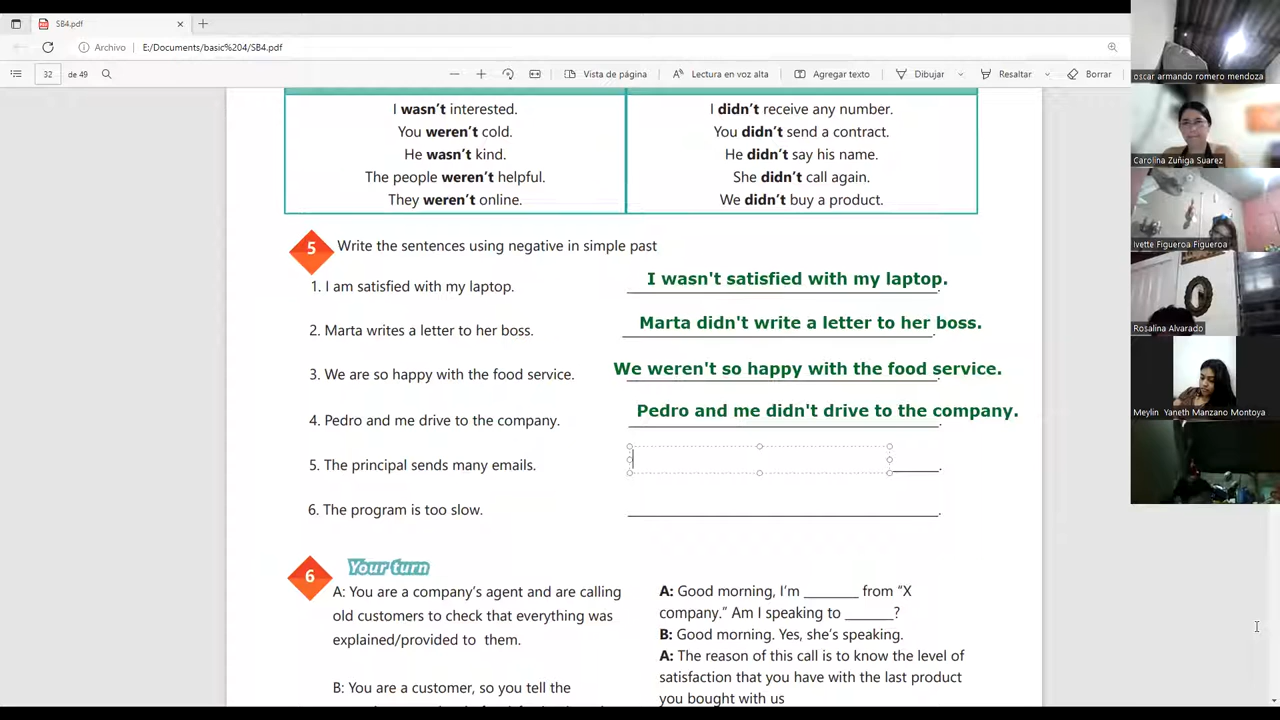 SB4.pdf
Archivo
E:/Documents/basic%204/SB4.pdf
32
de 49
Vista de página
Lectura en voz alta
Agregar texto
Dibujar
Resaltar
Borrar
I wasn't interested.
You weren't cold.
He wasn't kind.
The people weren't helpful.
They weren't online.
I didn't receive any number.
You didn't send a contract.
He didn't say his name.
She didn't call again.
We didn't buy a product.
5
Write the sentences using negative in simple past
1. I am satisfied with my laptop.
I wasn't satisfied with my laptop.
2. Marta writes a letter to her boss.
Marta didn't write a letter to her boss.
3. We are so happy with the food service.
We weren't so happy with the food service.
4. Pedro and me drive to the company.
Pedro and me didn't drive to the company.
5. The principal sends many emails.
6. The program is too slow.
6
Your turn
A: You are a company's agent and are calling
old customers to check that everything was
explained/provided to them.
B: You are a customer, so you tell the
A: Good morning, I'm _______ from "X
company." Am I speaking to ______?
B: Good morning. Yes, she's speaking.
A: The reason of this call is to know the level of
satisfaction that you have with the last product
you bought with us
oscar armando romero mendoza
Carolina Zuñiga Suarez
Ivette Figueroa Figueroa
Rosalina Alvarado
Meylin Yaneth Manzano Montoya